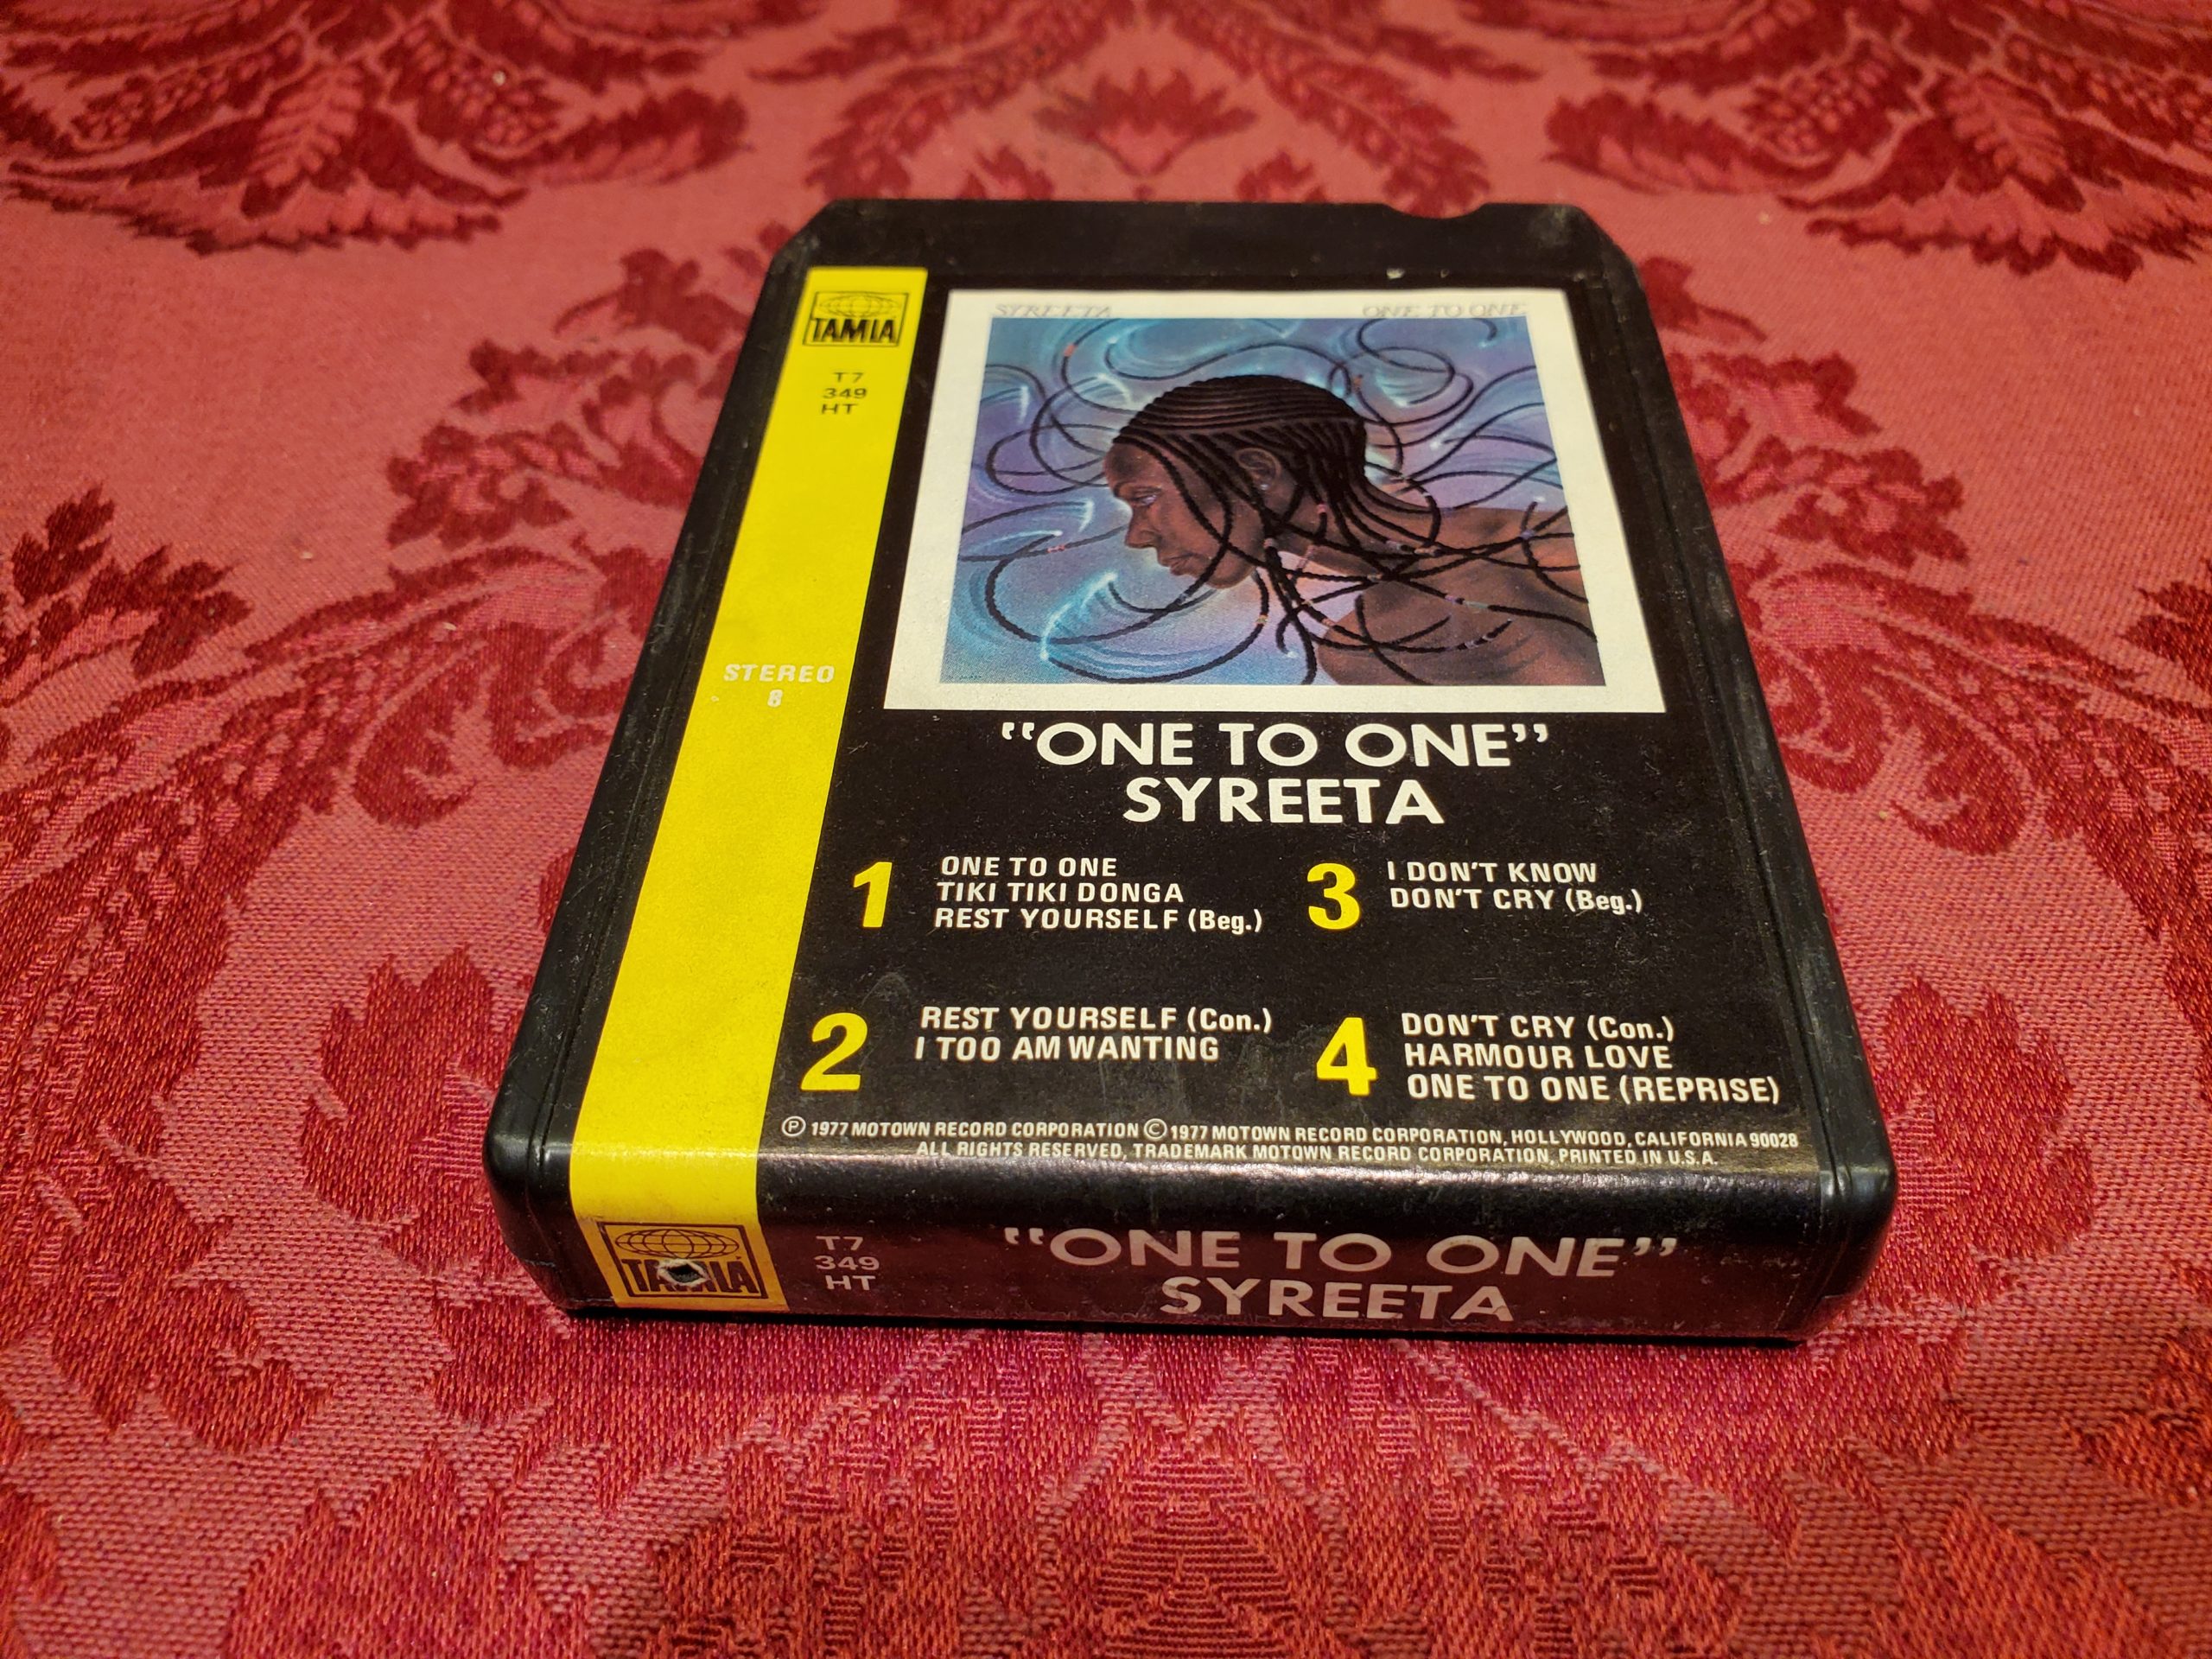 TAMLA
T7
349
HT
STEREO
8
SYREETA
ONE TO ONE
"ONE TO ONE"
SYREETA
1
ONE TO ONE
TIKI TIKI DONGA
REST YOURSELF (Beg.)
2
REST YOURSELF (Con.)
I TOO AM WANTING
3
I DON'T KNOW
DON'T CRY (Beg.)
4
DON'T CRY (Con.)
HARMOUR LOVE
ONE TO ONE (REPRISE)
Ⓟ 1977 MOTOWN RECORD CORPORATION © 1977 MOTOWN RECORD CORPORATION, HOLLYWOOD, CALIFORNIA 90028
ALL RIGHTS RESERVED, TRADEMARK MOTOWN RECORD CORPORATION, PRINTED IN U.S.A.
TAMLA
T7
349
HT
"ONE TO ONE"
SYREETA